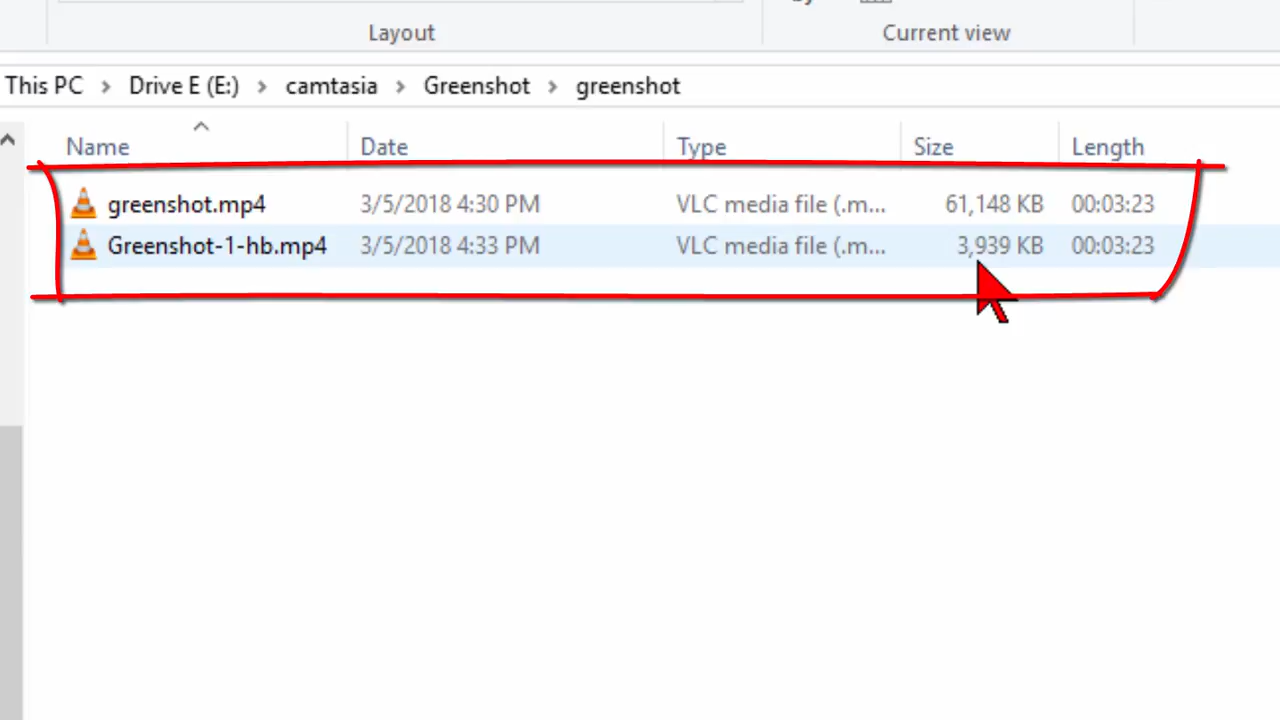 Layout Current view
This PC > Drive E (E:) > camtasia > Greenshot > greenshot
Name Date Type Size Length
greenshot.mp4 3/5/2018 4:30 PM VLC media file (.m... 61,148 KB 00:03:23
Greenshot-1-hb.mp4 3/5/2018 4:33 PM VLC media file (.m... 3,939 KB 00:03:23